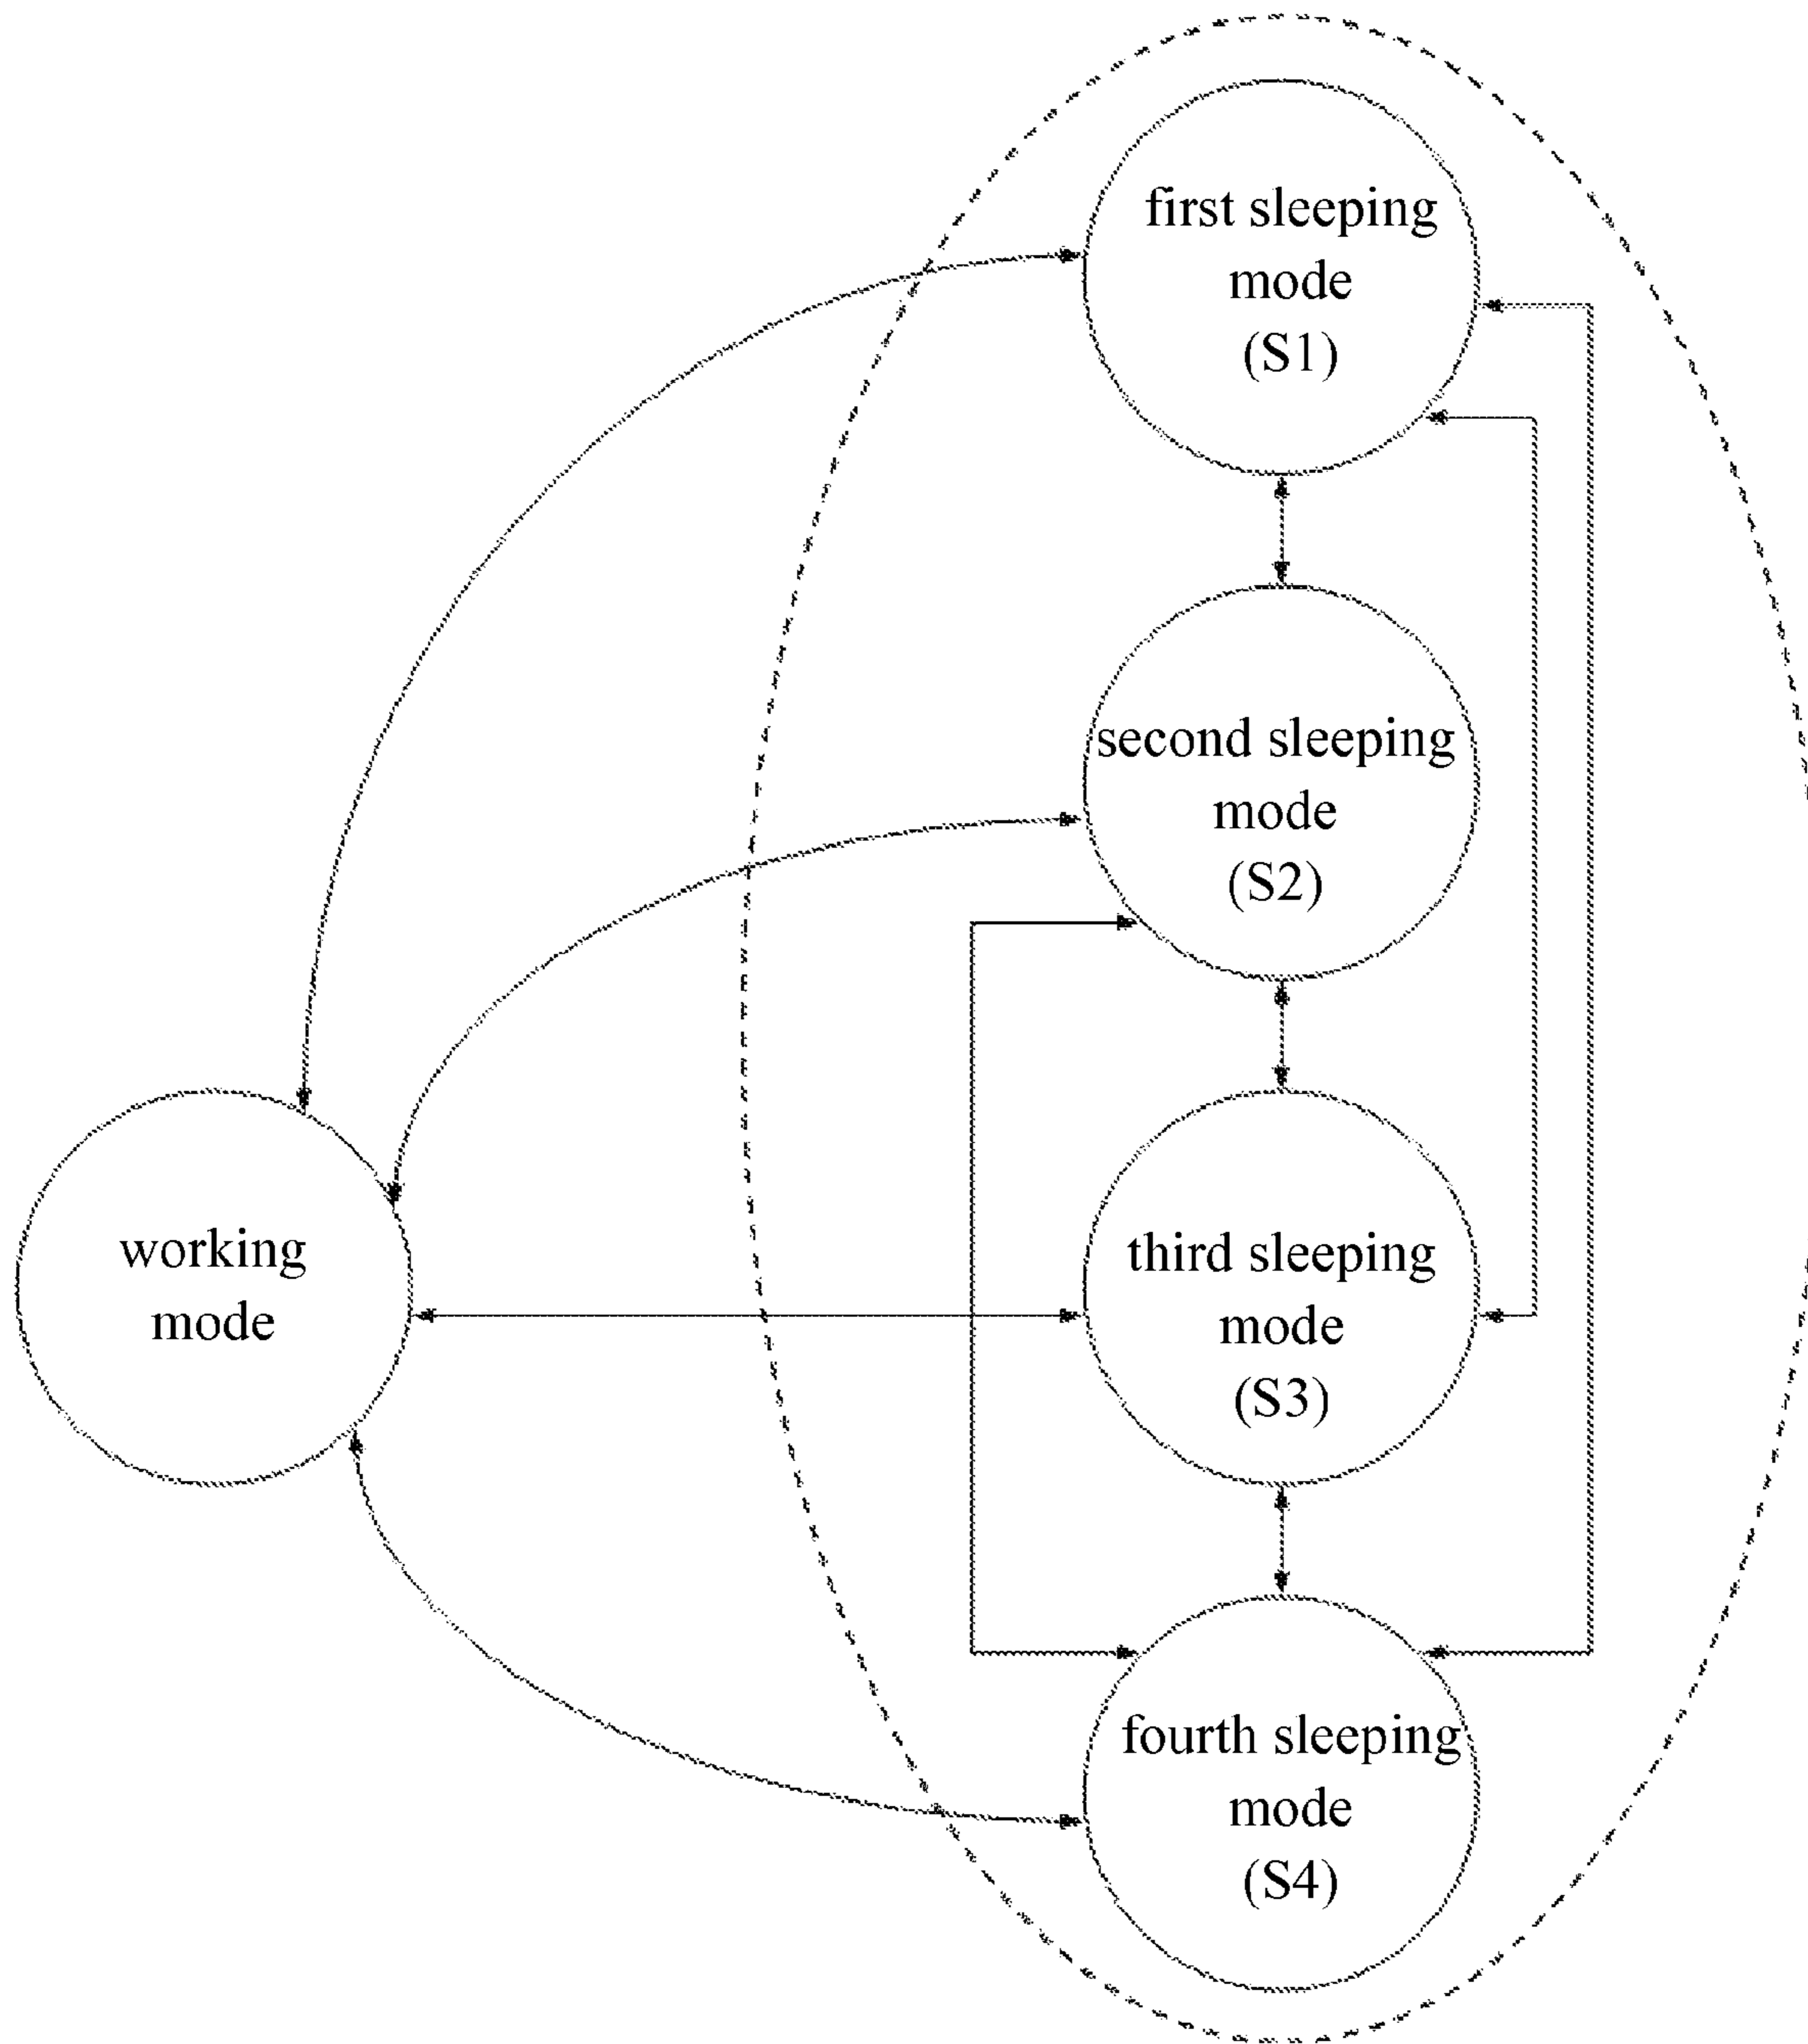 first sleeping
mode
(S1)
second sleeping
mode
(S2)
working
mode
third sleeping
mode
(S3)
fourth sleeping
mode
(S4)